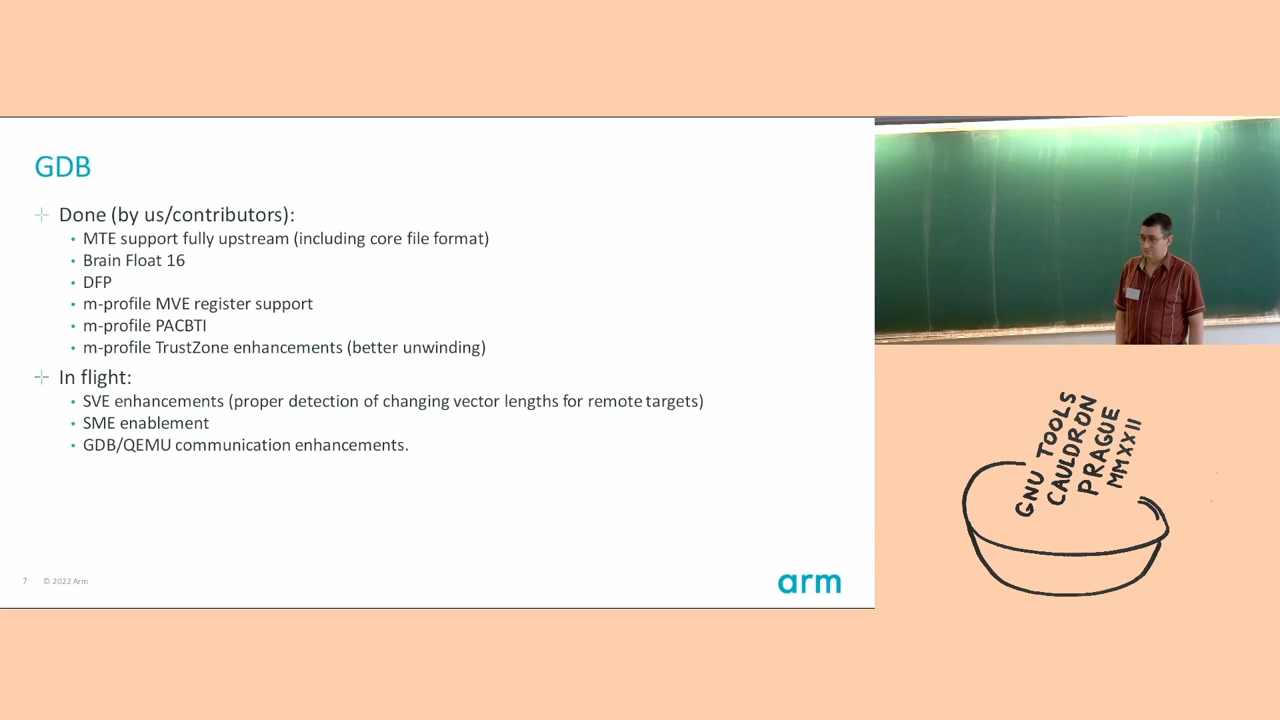 GDB
Done (by us/contributors):
MTE support fully upstream (including core file format)
Brain Float 16
DFP
m-profile MVE register support
m-profile PACBTI
m-profile TrustZone enhancements (better unwinding)
In flight:
SVE enhancements (proper detection of changing vector lengths for remote targets)
SME enablement
GDB/QEMU communication enhancements.
7 © 2022 Arm
arm
GNU TOOLS
CAULDRON
PRAGUE
MMXXII